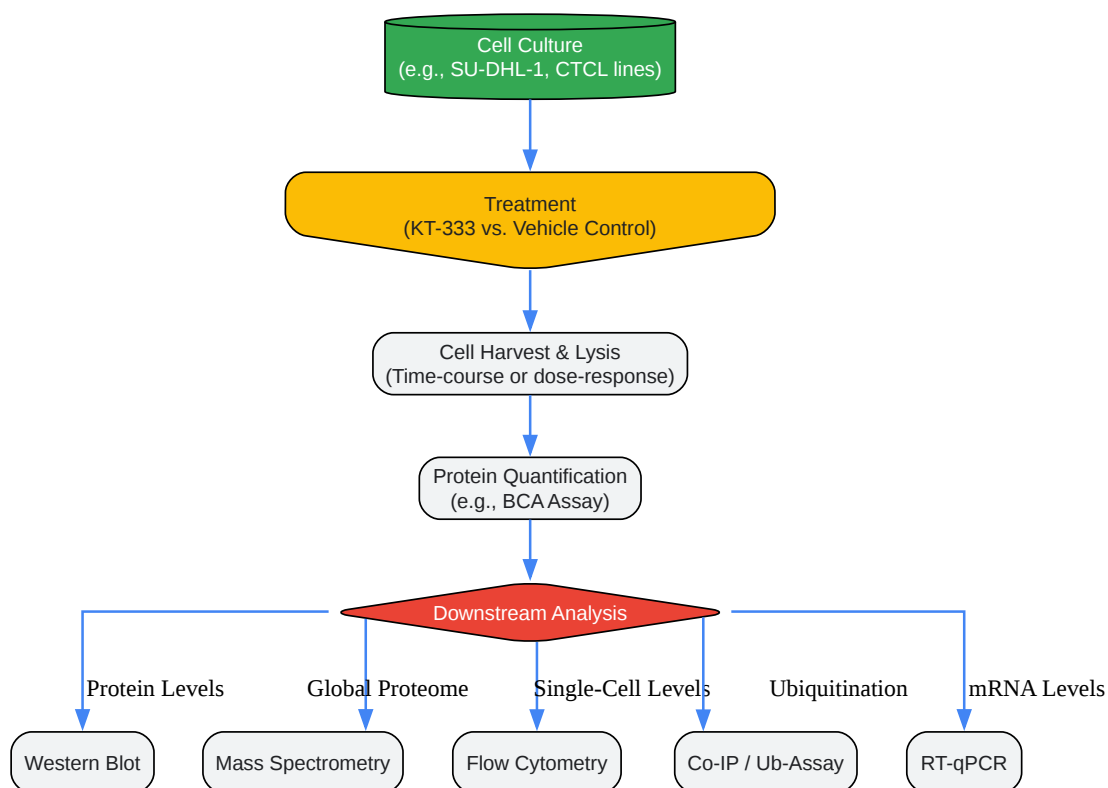 Cell Culture
(e.g., SU-DHL-1, CTCL lines)
Treatment
(KT-333 vs. Vehicle Control)
Cell Harvest & Lysis
(Time-course or dose-response)
Protein Quantification
(e.g., BCA Assay)
Downstream Analysis
Protein Levels
Global Proteome
Single-Cell Levels
Ubiquitination
mRNA Levels
Western Blot
Mass Spectrometry
Flow Cytometry
Co-IP / Ub-Assay
RT-qPCR